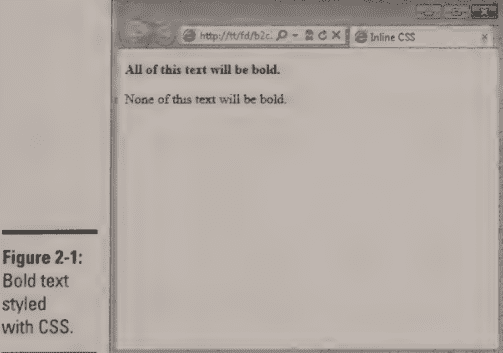 http://tt/fd/b2c.
Inline CSS
All of this text will be bold.
None of this text will be bold.
Figure 2-1:
Bold text
styled
with CSS.